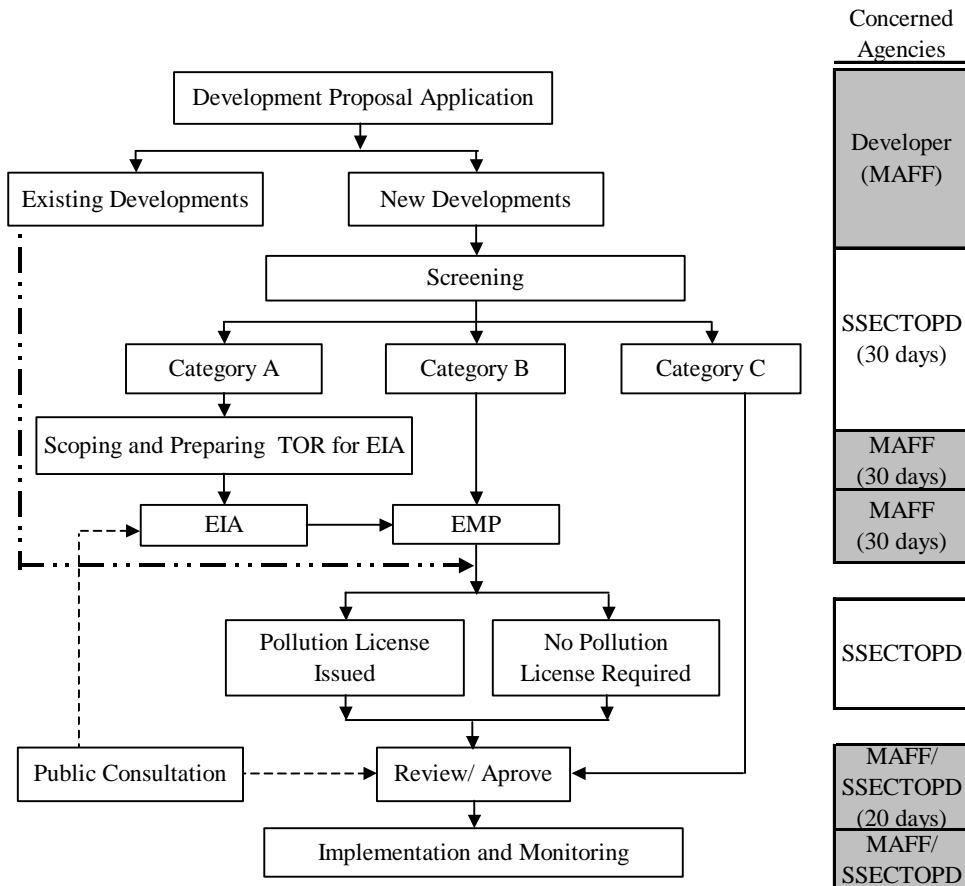 Concerned
Agencies
Development Proposal Application
Developer
(MAFF)
Existing Developments
New Developments
Screening
SSECTOPD
(30 days)
Category A
Category B
Category C
Scoping and Preparing TOR for EIA
MAFF
(30 days)
EIA
EMP
MAFF
(30 days)
Pollution License
Issued
No Pollution
License Required
SSECTOPD
Public Consultation
Review/ Aprove
MAFF/
SSECTOPD
(20 days)
Implementation and Monitoring
MAFF/
SSECTOPD